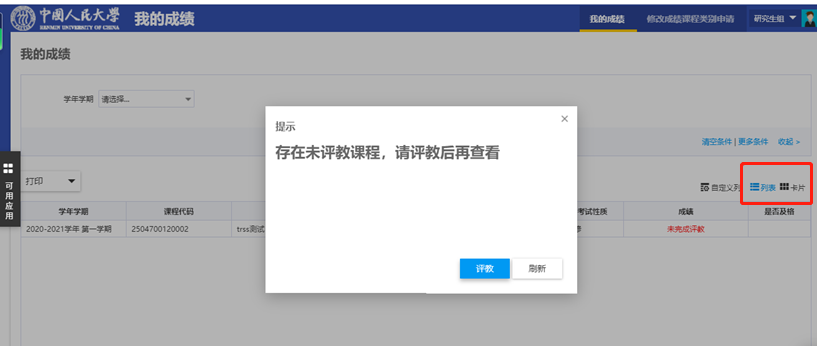 中国人民大学
RENMIN UNIVERSITY OF CHINA
我的成绩
我的成绩
修改成绩课程类别申请
研究生组
我的成绩
学年学期
请选择...
清空条件 | 更多条件
收起
提示
存在未评教课程，请评教后再查看
评教
刷新
可用应用
打印
自定义列
列表
卡片
学年学期
课程代码
考试性质
成绩
是否及格
2020-2021学年 第一学期
2504700120002
trss测试
未完成评教